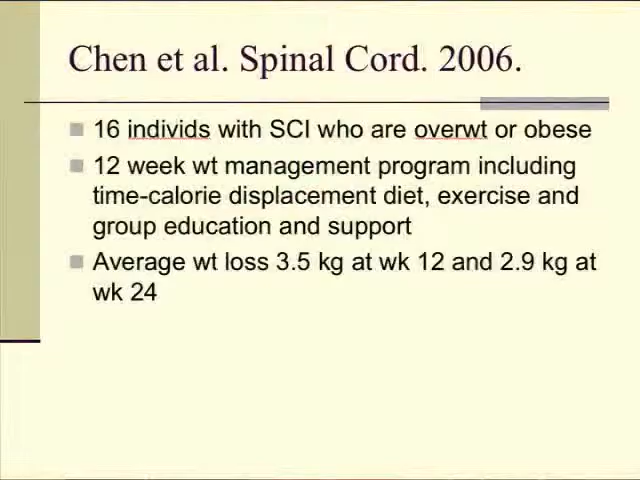 Chen et al. Spinal Cord. 2006.
16 individs with SCI who are overwt or obese
12 week wt management program including
time-calorie displacement diet, exercise and
group education and support
Average wt loss 3.5 kg at wk 12 and 2.9 kg at
wk 24